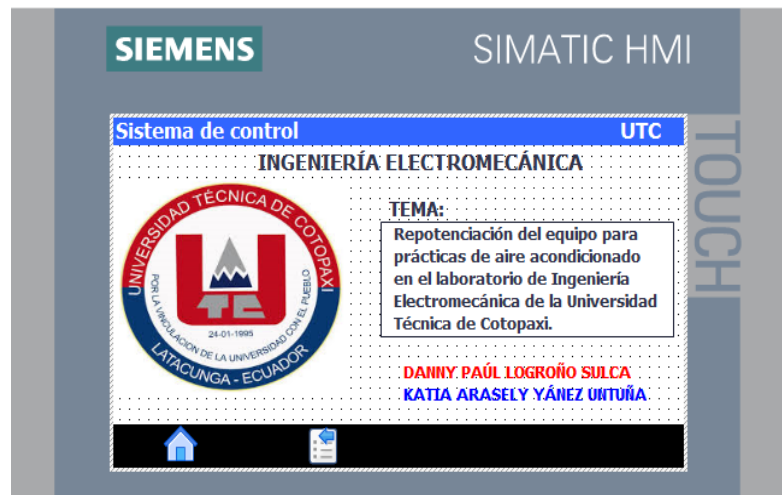 SIEMENS
SIMATIC HMI
TOUCH
Sistema de control
UTC
INGENIERÍA ELECTROMECÁNICA
UNIVERSIDAD TÉCNICA DE COTOPAXI
POR LA VINCULACION DE LA UNIVERSIDAD CON EL PUEBLO
UTC
24-01-1995
LATACUNGA - ECUADOR
TEMA:
Repotenciación del equipo para
prácticas de aire acondicionado
en el laboratorio de Ingeniería
Electromecánica de la Universidad
Técnica de Cotopaxi.
DANNY PAÚL LOGROÑO SULCA
KATIA ARASELY YÁNEZ UNTUÑA